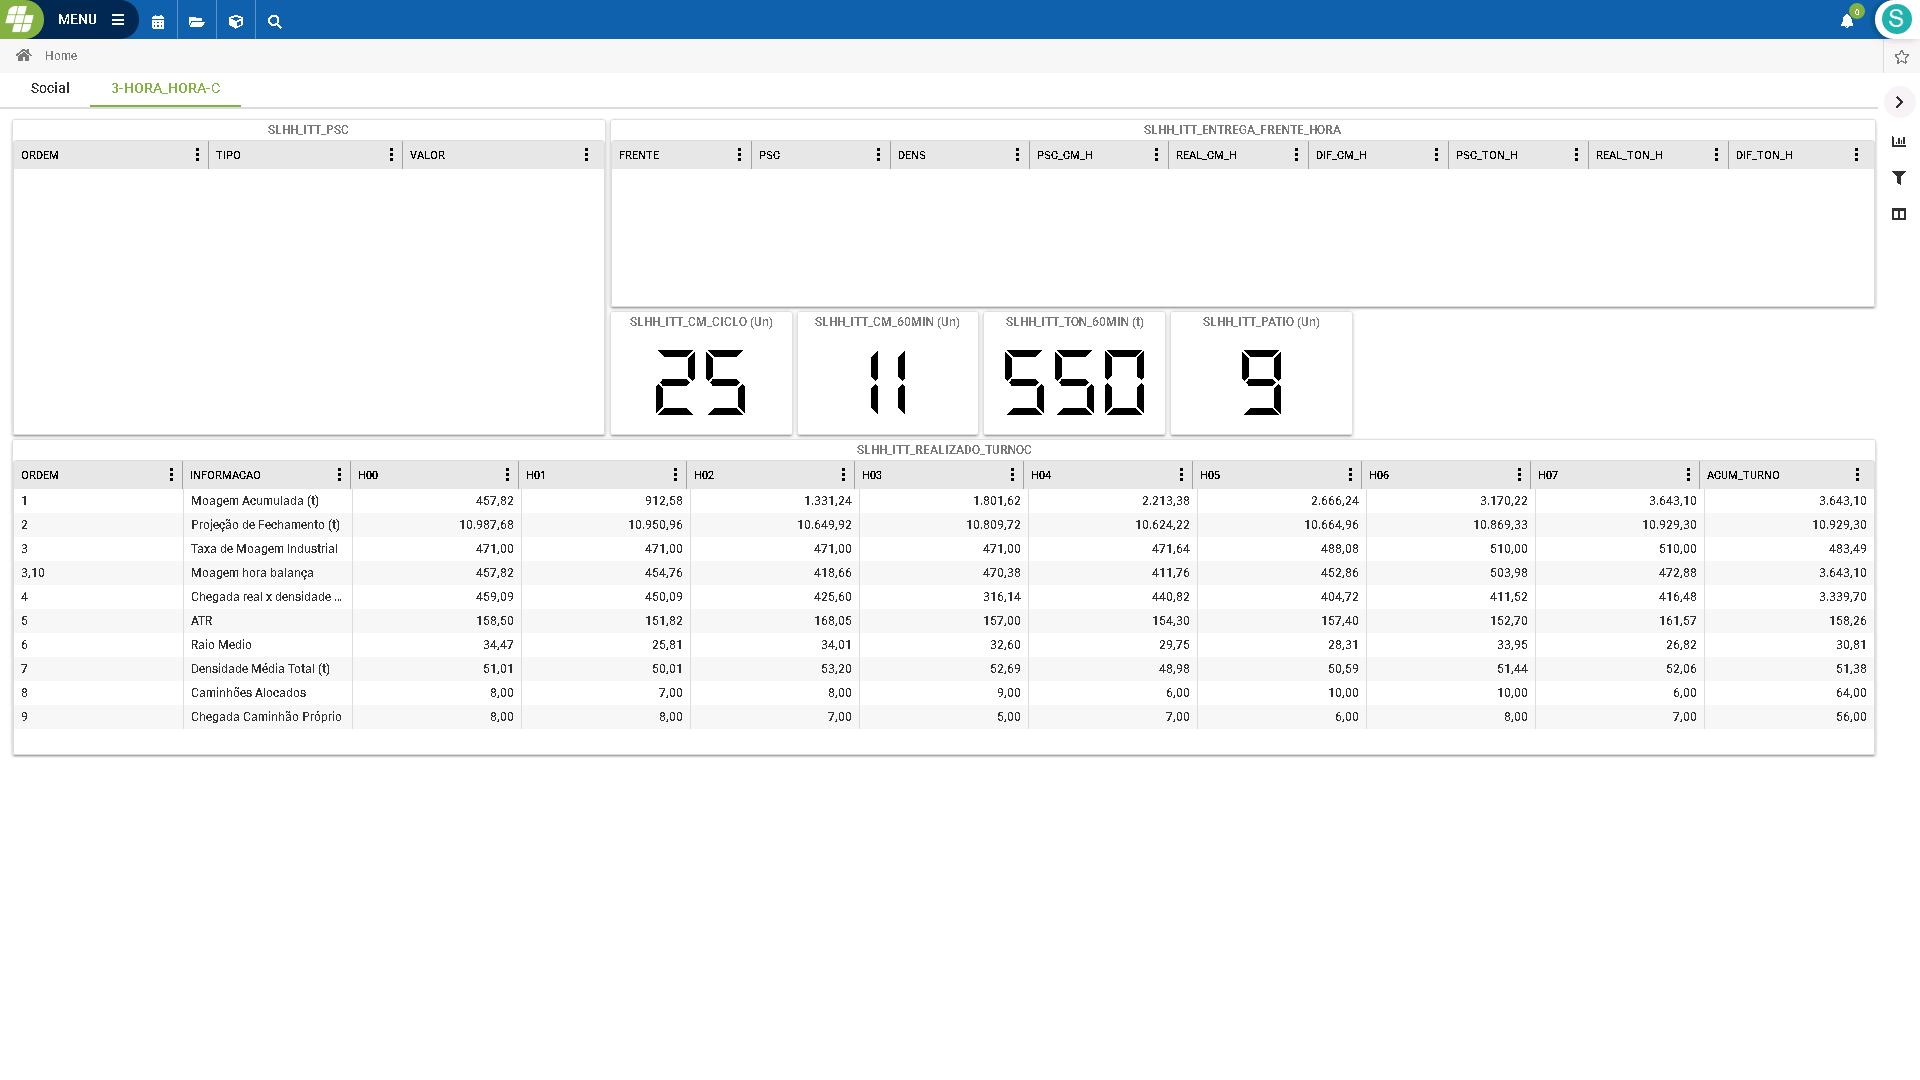 MENU
0
S
Home
Social 3-HORA_HORA-C
SLHH_ITT_PSC
ORDEM TIPO VALOR
SLHH_ITT_ENTREGA_FRENTE_HORA
FRENTE PSC DENS PSC_CM_H REAL_CM_H DIF_CM_H PSC_TON_H REAL_TON_H DIF_TON_H
SLHH_ITT_CM_CICLO (Un) SLHH_ITT_CM_60MIN (Un) SLHH_ITT_TON_60MIN (t) SLHH_ITT_PATIO (Un)
25 11 550 9
SLHH_ITT_REALIZADO_TURNOC
ORDEM INFORMACAO H00 H01 H02 H03 H04 H05 H06 H07 ACUM_TURNO
1 Moagem Acumulada (t) 457,82 912,58 1.331,24 1.801,62 2.213,38 2.666,24 3.170,22 3.643,10 3.643,10
2 Projeção de Fechamento (t) 10.987,68 10.950,96 10.649,92 10.809,72 10.624,22 10.664,96 10.869,33 10.929,30 10.929,30
3 Taxa de Moagem Industrial 471,00 471,00 471,00 471,00 471,64 488,08 510,00 510,00 483,49
3,10 Moagem hora balança 457,82 454,76 418,66 470,38 411,76 452,86 503,98 472,88 3.643,10
4 Chegada real x densidade ... 459,09 450,09 425,60 316,14 440,82 404,72 411,52 416,48 3.339,70
5 ATR 158,50 151,82 168,05 157,00 154,30 157,40 152,70 161,57 158,26
6 Raio Medio 34,47 25,81 34,01 32,60 29,75 28,31 33,95 26,82 30,81
7 Densidade Média Total (t) 51,01 50,01 53,20 52,69 48,98 50,59 51,44 52,06 51,38
8 Caminhões Alocados 8,00 7,00 8,00 9,00 6,00 10,00 10,00 6,00 64,00
9 Chegada Caminhão Próprio 8,00 8,00 7,00 5,00 7,00 6,00 8,00 7,00 56,00